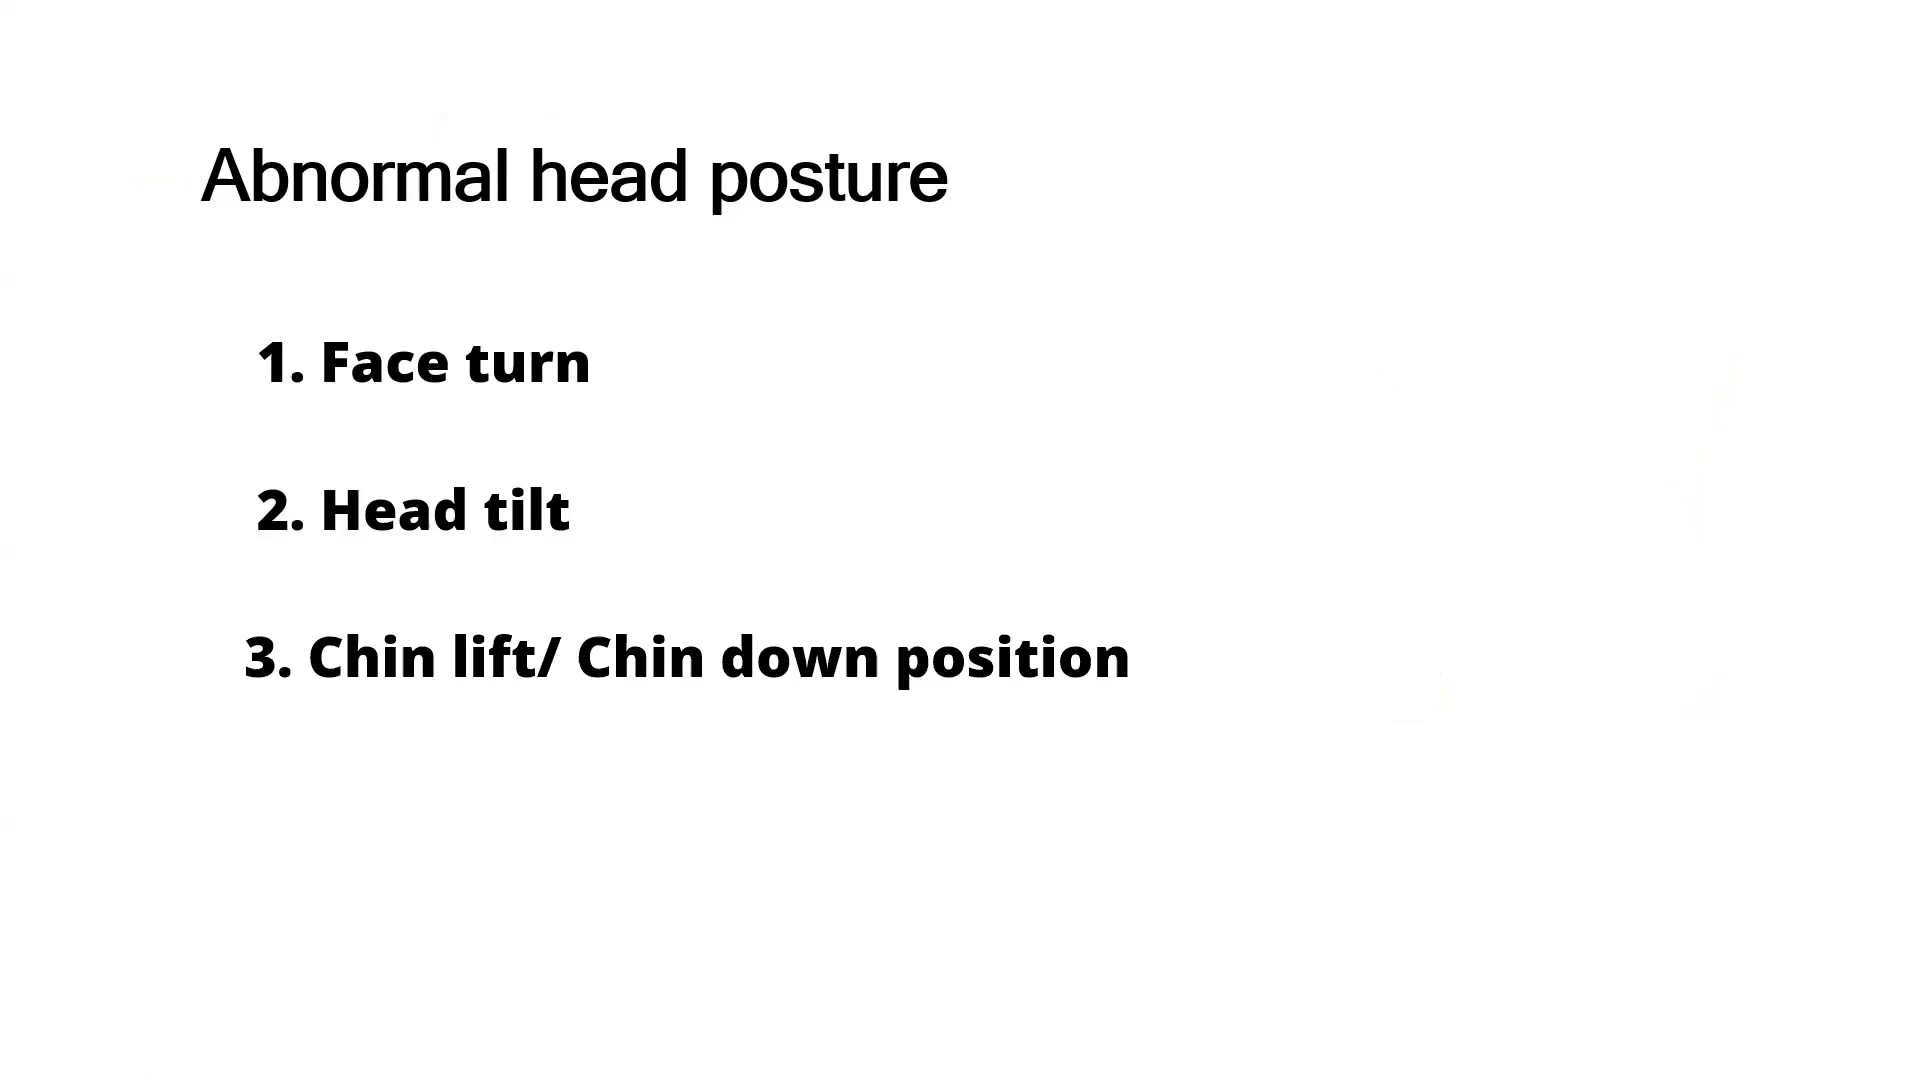 Abnormal head posture
1. Face turn
2. Head tilt
3. Chin lift/ Chin down position